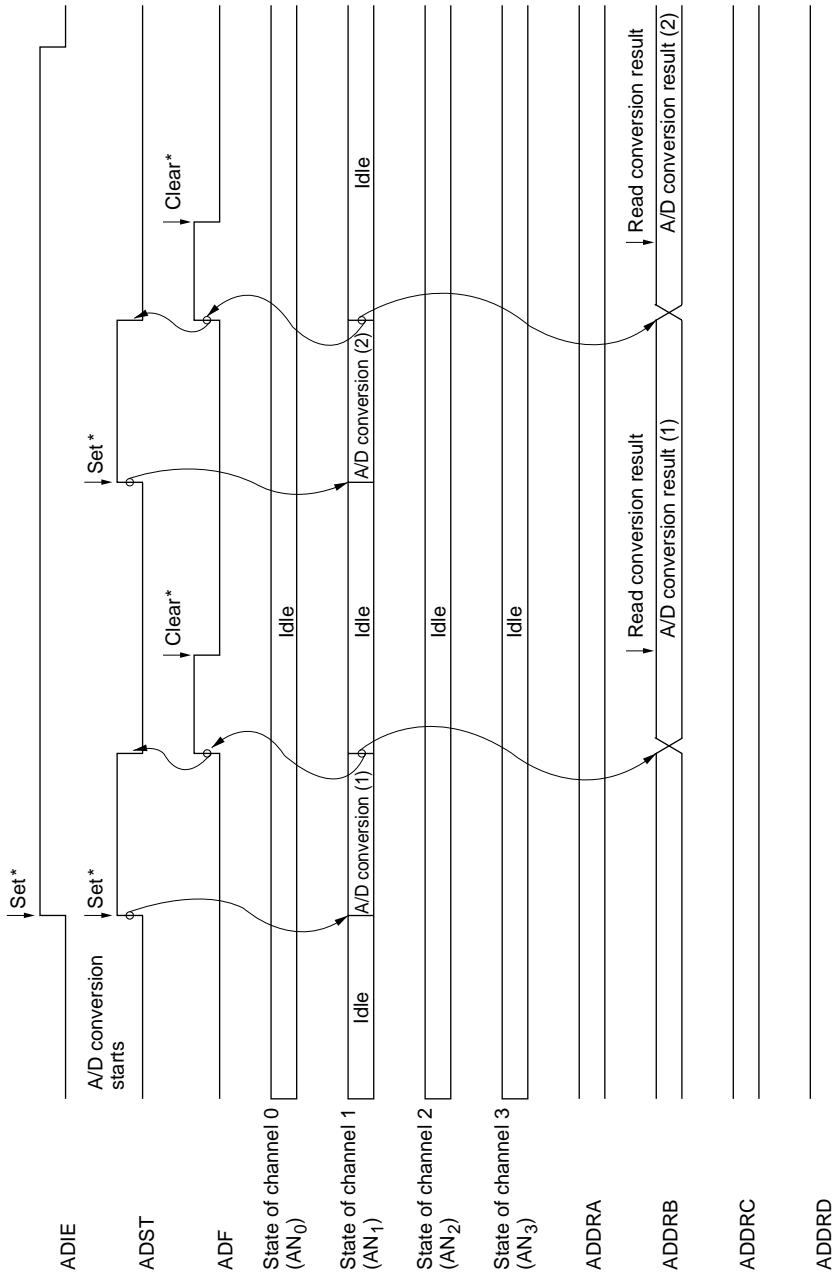 Set*
ADIE
A/D conversion
starts
Set*
Set*
ADST
Clear*
Clear*
ADF
State of channel 0
(AN0)
Idle
State of channel 1
(AN1)
Idle
A/D conversion (1)
Idle
A/D conversion (2)
Idle
State of channel 2
(AN2)
Idle
State of channel 3
(AN3)
Idle
ADDRA
Read conversion result
Read conversion result
ADDRB
A/D conversion result (1)
A/D conversion result (2)
ADDRC
ADDRD